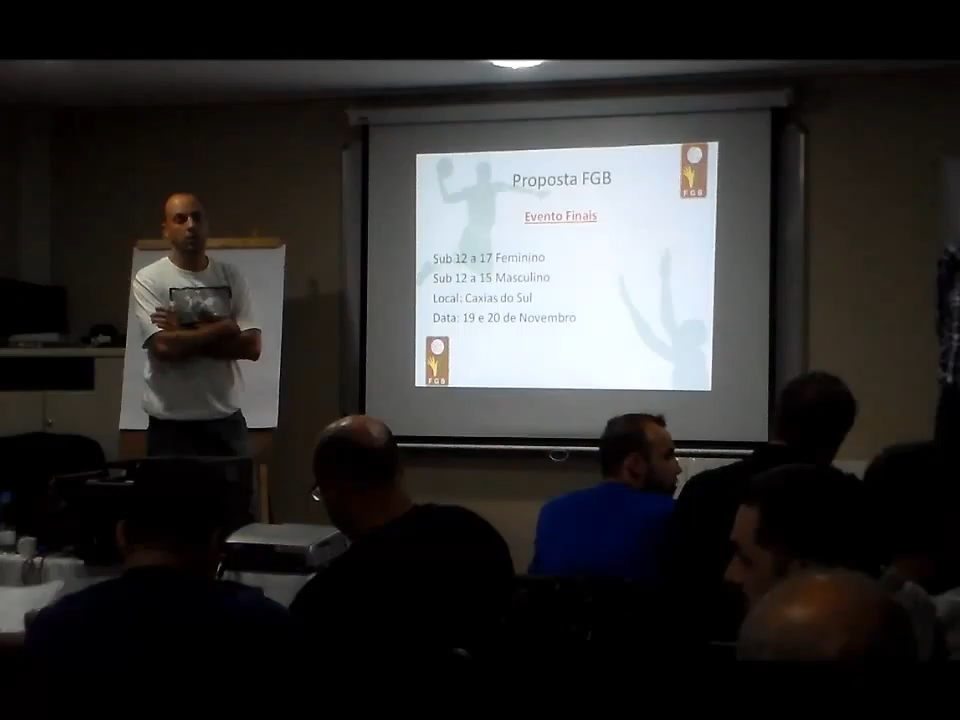 Proposta FGB
FGB
Evento Finais
Sub 12 a 17 Feminino
Sub 12 a 15 Masculino
Local: Caxias do Sul
Data: 19 e 20 de Novembro
FGB